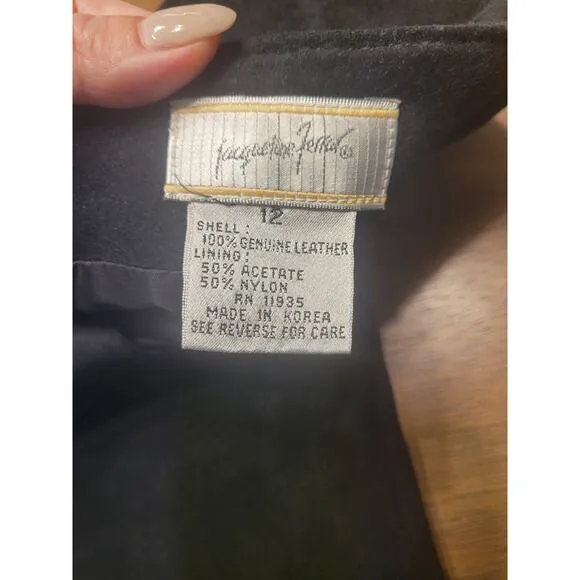 Jacqueline Ferrar®
12
SHELL:
100% GENUINE LEATHER
LINING:
50% ACETATE
50% NYLON
RN 11935
MADE IN KOREA
SEE REVERSE FOR CARE